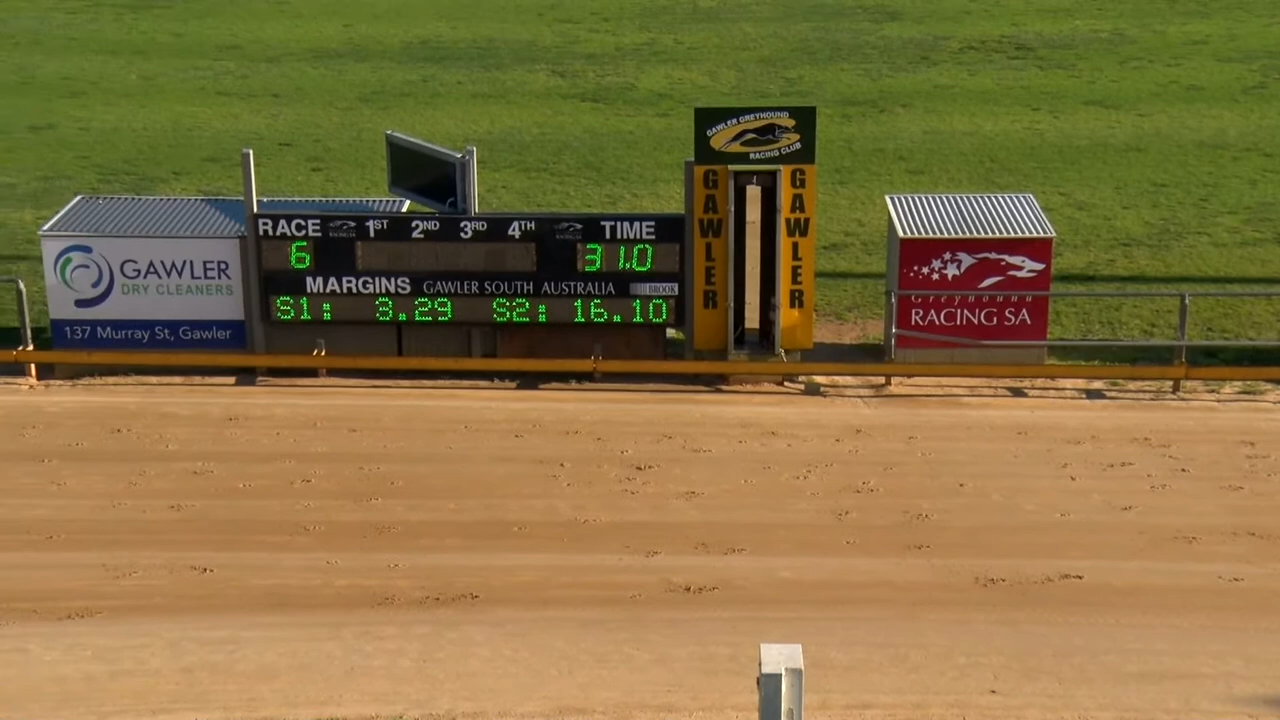 GAWLER GREYHOUND
RACING CLUB
GAWLER
GAWLER
RACE 1ST 2ND 3RD 4TH TIME
6 31.0
MARGINS GAWLER SOUTH AUSTRALIA BROOK
S1: 3.29 S2: 16.10
GAWLER
DRY CLEANERS
137 Murray St, Gawler
Greyhound
RACING SA